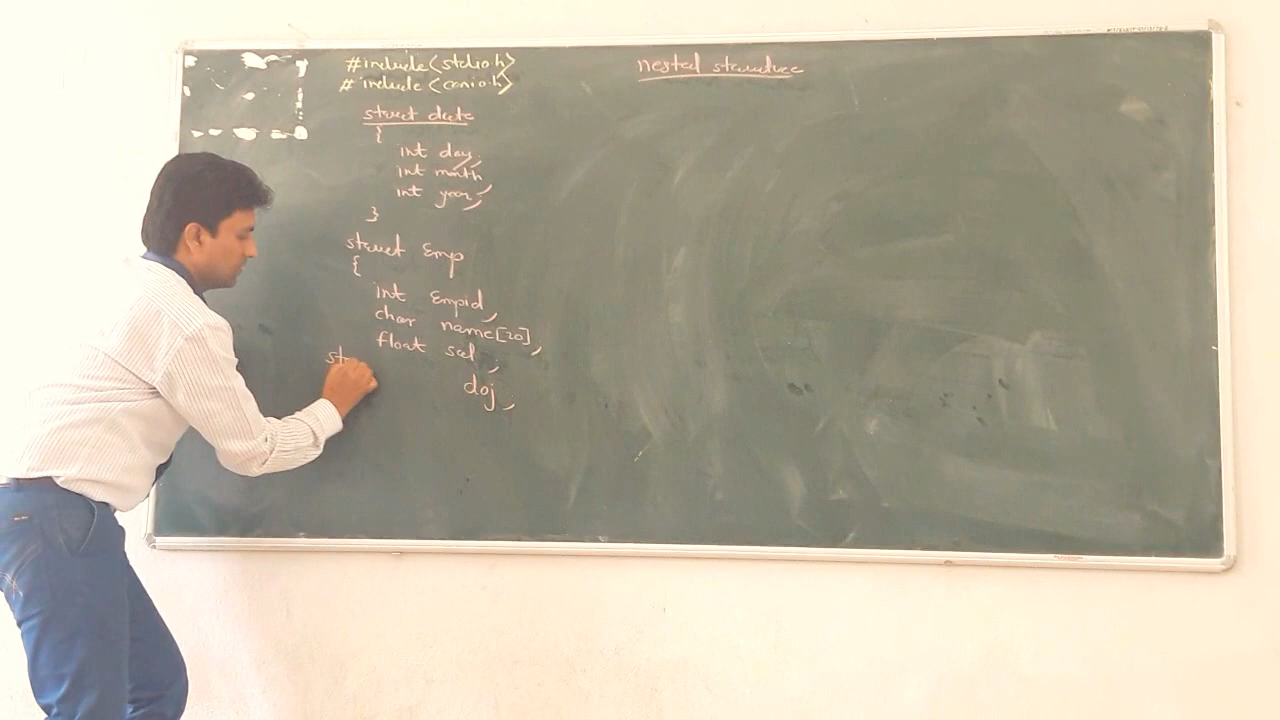 #include<stdio.h>
#include<conio.h>
nested structure
struct date
{
int day;
int month;
int year;
}
struct Emp
{
int Empid;
char name[20];
float sal;
st
doj;